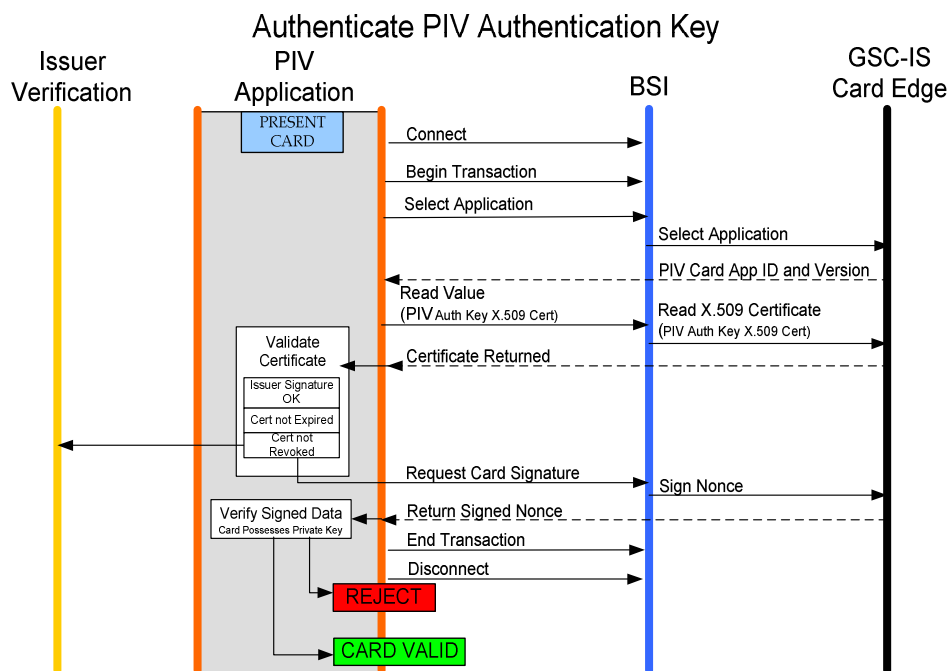 Authenticate PIV Authentication Key
Issuer
Verification
PIV
Application
BSI
GSC-IS
Card Edge
PRESENT
CARD
Connect
Begin Transaction
Select Application
Select Application
PIV Card App ID and Version
Read Value
(PIV Auth Key X.509 Cert)
Read X.509 Certificate
(PIV Auth Key X.509 Cert)
Validate
Certificate
Certificate Returned
Issuer Signature
OK
Cert not Expired
Cert not
Revoked
Request Card Signature
Sign Nonce
Verify Signed Data
Card Possesses Private Key
Return Signed Nonce
End Transaction
Disconnect
REJECT
CARD VALID